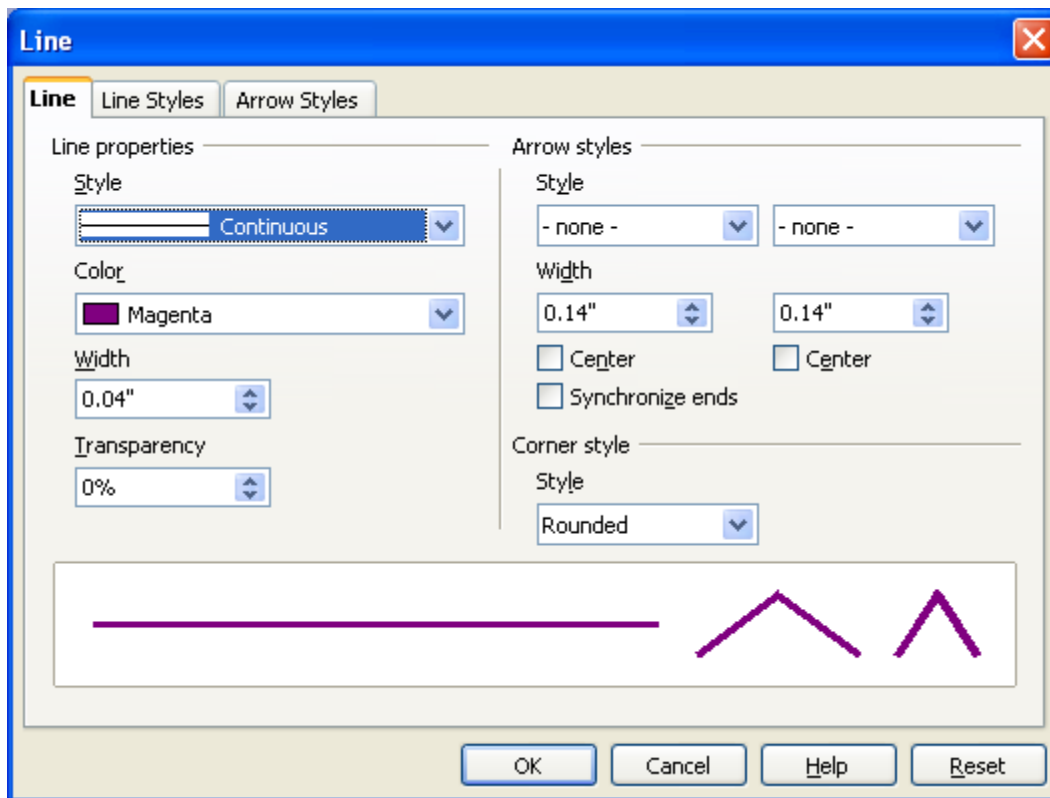 Line
Line Line Styles Arrow Styles
Line properties
Style
Continuous
Color
Magenta
Width
0.04"
Transparency
0%
Arrow styles
Style
- none - - none -
Width
0.14" 0.14"
Center Center
Synchronize ends
Corner style
Style
Rounded
OK Cancel Help Reset